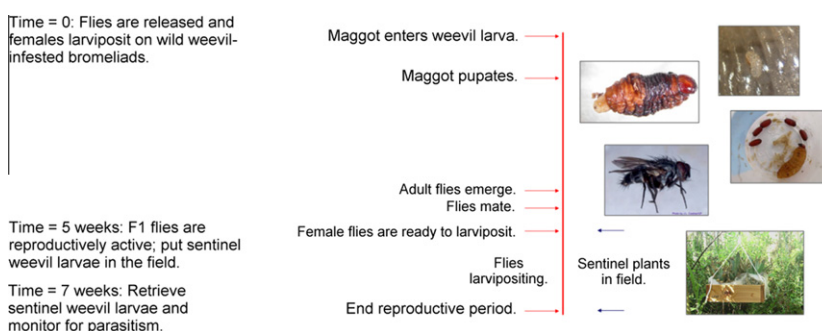 Time = 0: Flies are released and
females larviposit on wild weevil-
infested bromeliads.
Maggot enters weevil larva.
Maggot pupates.
Adult flies emerge.
Flies mate.
Time = 5 weeks: F1 flies are
reproductively active; put sentinel
weevil larvae in the field.
Female flies are ready to larviposit.
Flies
larvipositing.
Sentinel plants
in field.
Time = 7 weeks: Retrieve
sentinel weevil larvae and
monitor for parasitism.
End reproductive period.